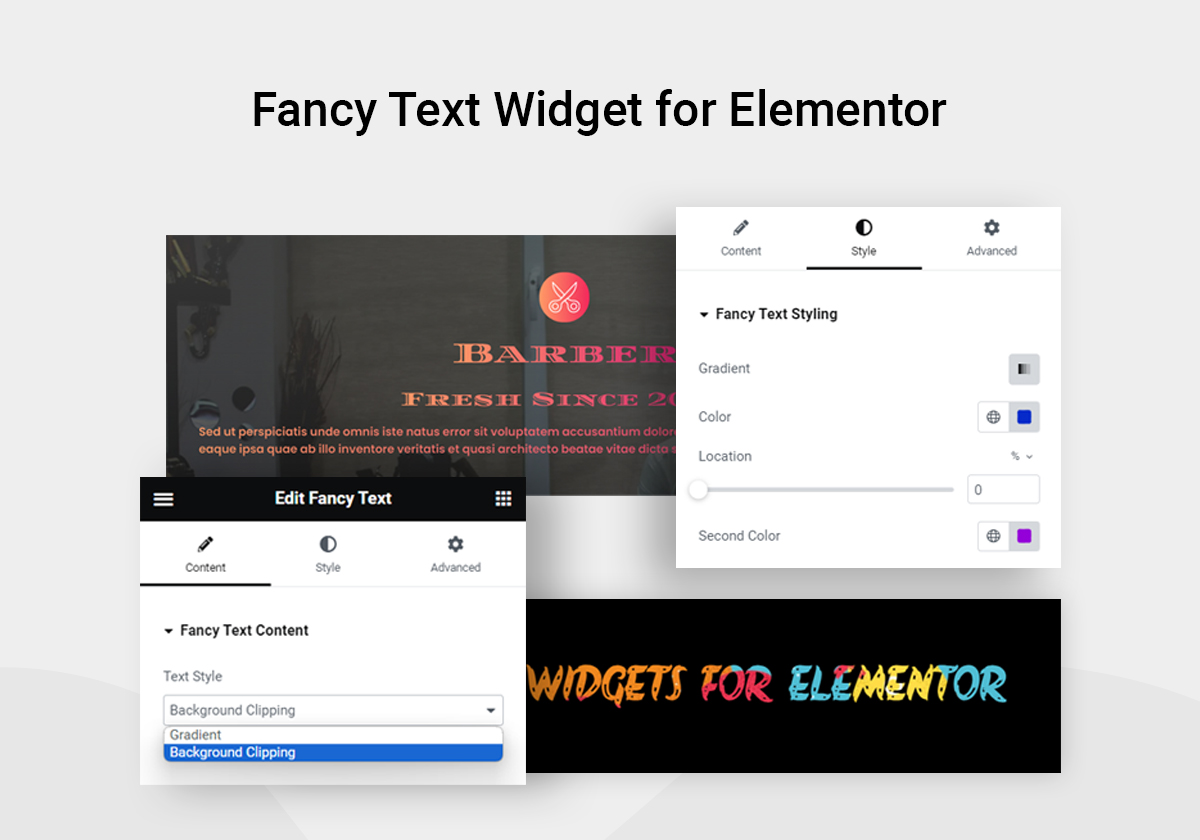 Fancy Text Widget for Elementor
Content
Style
Advanced
Fancy Text Styling
Gradient
Color
Location
%
0
Second Color
BARBER
FRESH SINCE 20
Sed ut perspiciatis unde omnis iste natus error sit voluptatem accusantium dolore
eaque ipsa quae ab illo inventore veritatis et quasi architecto beatae vitae dicta s
Edit Fancy Text
Content
Style
Advanced
Fancy Text Content
Text Style
Background Clipping
Gradient
Background Clipping
WIDGETS FOR ELEMENTOR